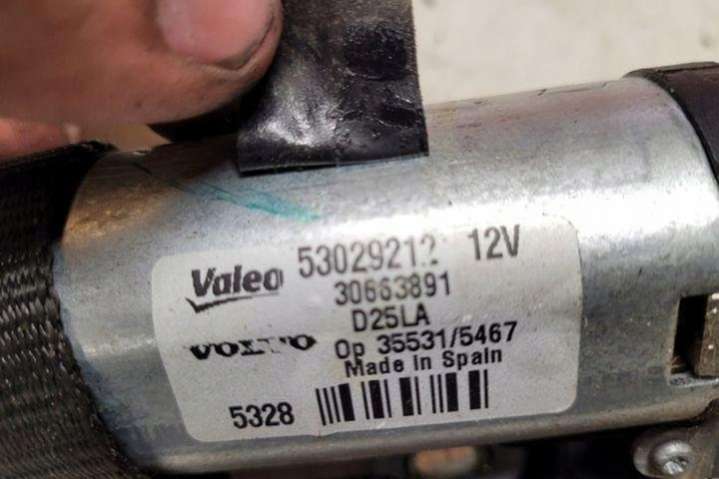 Valeo 53029212 12V
30663891
D25LA
VOLVO Op 35531/5467
Made in Spain
5328